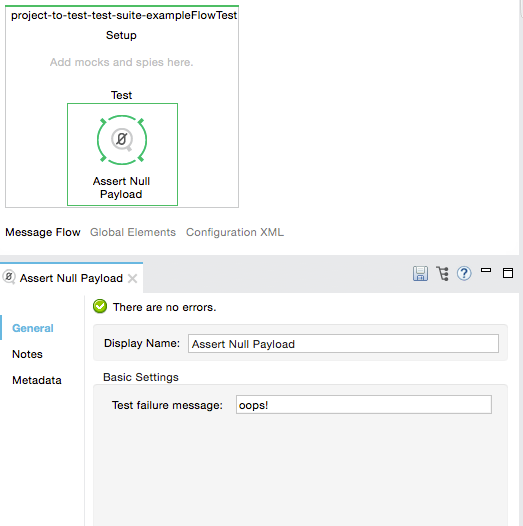 project-to-test-test-suite-exampleFlowTest
Setup
Add mocks and spies here.
Test
Assert Null
Payload
Message Flow Global Elements Configuration XML
Assert Null Payload
There are no errors.
General
Notes
Metadata
Display Name: Assert Null Payload
Basic Settings
Test failure message: oops!